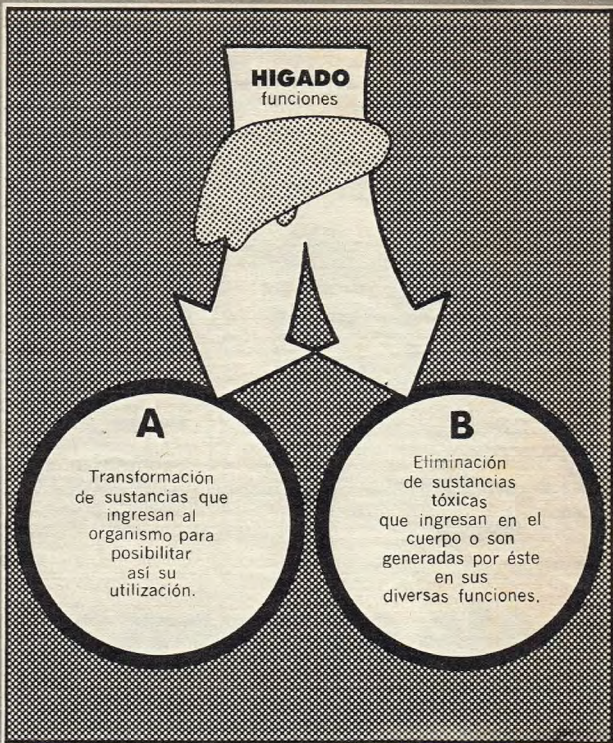 HIGADO
funciones
A
Transformación
de sustancias que
ingresan al
organismo para
posibilitar
así su
utilización.
B
Eliminación
de sustancias
tóxicas
que ingresan en el
cuerpo o son
generadas por éste
en sus
diversas funciones.